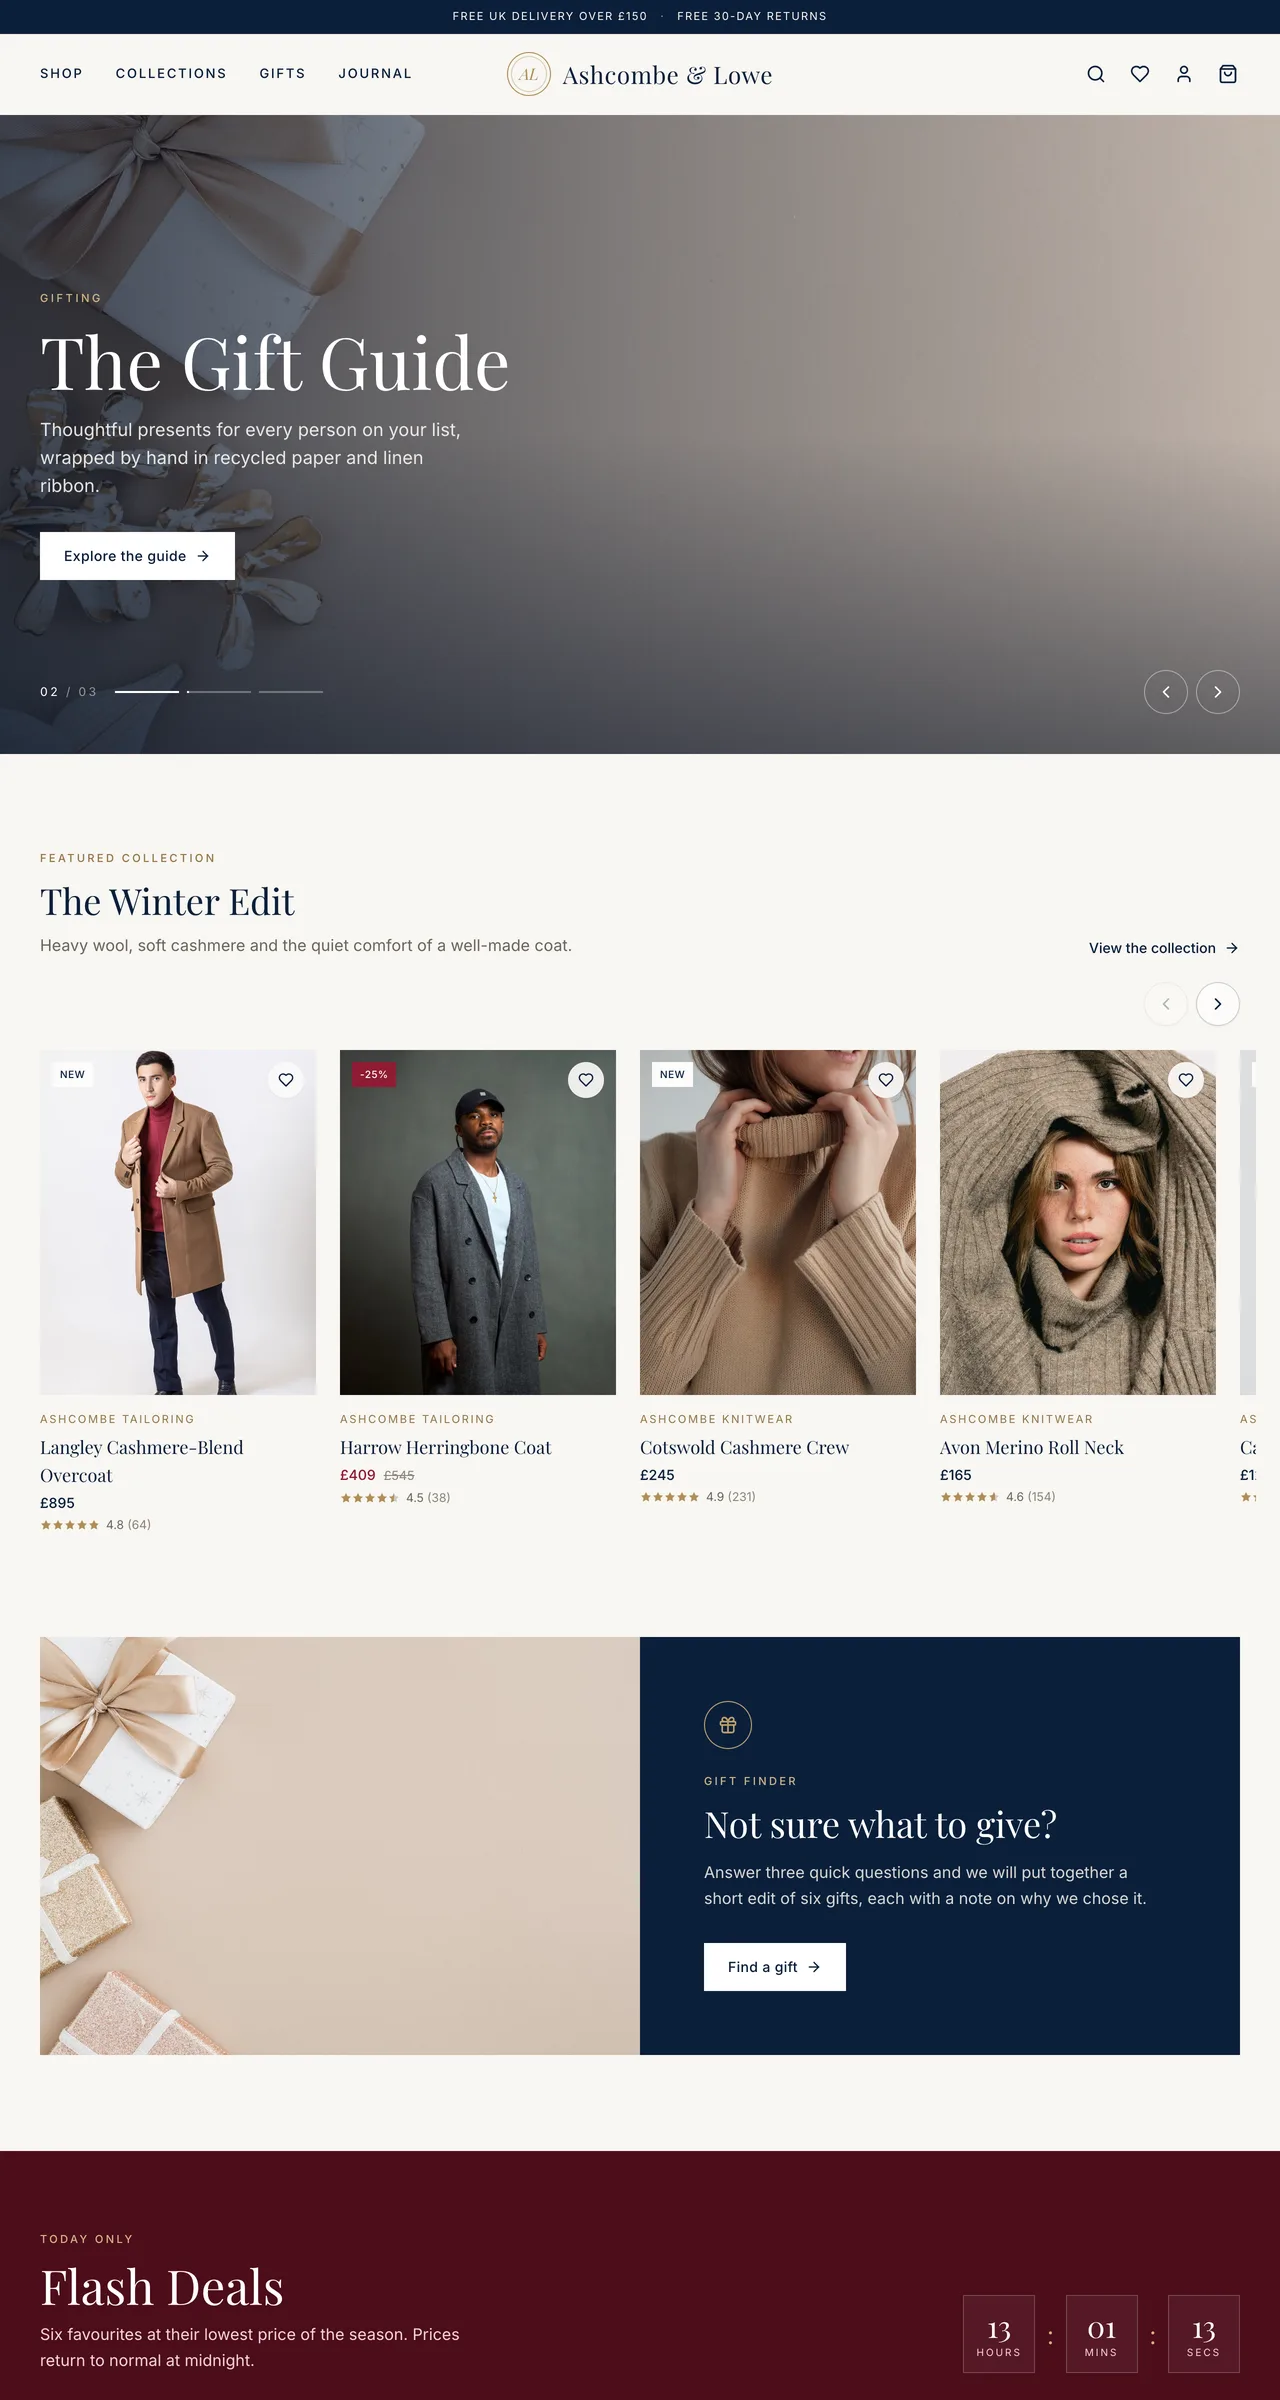 FREE UK DELIVERY OVER £150 · FREE 30-DAY RETURNS
SHOP COLLECTIONS GIFTS JOURNAL
AL Ashcombe & Lowe
GIFTING
The Gift Guide
Thoughtful presents for every person on your list,
wrapped by hand in recycled paper and linen
ribbon.
Explore the guide
02 / 03
FEATURED COLLECTION
The Winter Edit
Heavy wool, soft cashmere and the quiet comfort of a well-made coat.
View the collection
NEW
ASHCOMBE TAILORING
Langley Cashmere-Blend
Overcoat
£895
4.8 (64)
-25%
ASHCOMBE TAILORING
Harrow Herringbone Coat
£409 £545
4.5 (38)
NEW
ASHCOMBE KNITWEAR
Cotswold Cashmere Crew
£245
4.9 (231)
ASHCOMBE KNITWEAR
Avon Merino Roll Neck
£165
4.6 (154)
GIFT FINDER
Not sure what to give?
Answer three quick questions and we will put together a
short edit of six gifts, each with a note on why we chose it.
Find a gift
TODAY ONLY
Flash Deals
Six favourites at their lowest price of the season. Prices
return to normal at midnight.
13 : 01 : 13
HOURS MINS SECS